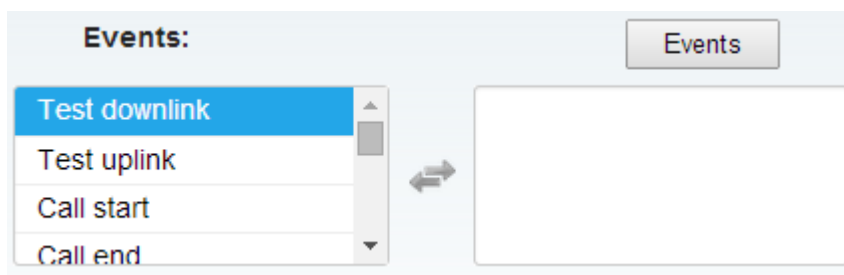 Events:
Events
Test downlink
Test uplink
Call start
Call end